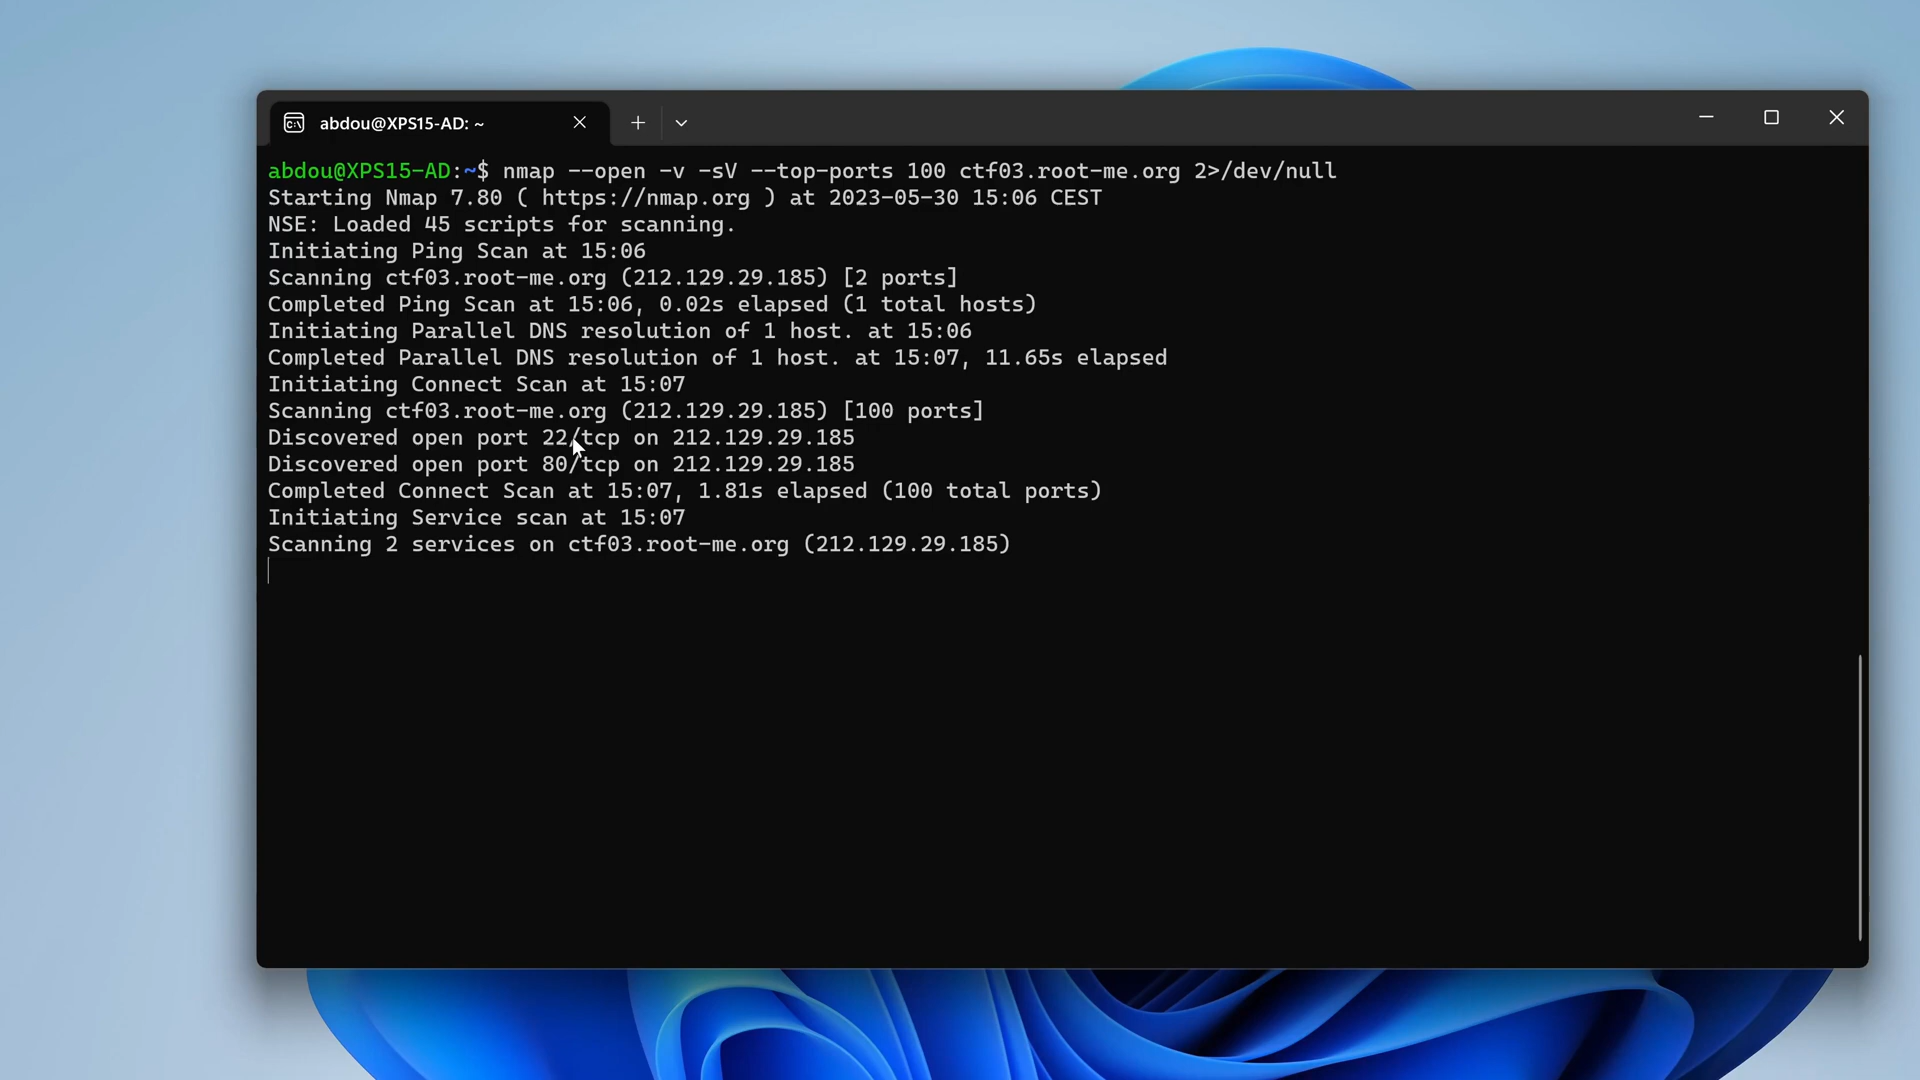 abdou@XPS15-AD: ~
abdou@XPS15-AD:~$ nmap --open -v -sV --top-ports 100 ctf03.root-me.org 2>/dev/null
Starting Nmap 7.80 ( https://nmap.org ) at 2023-05-30 15:06 CEST
NSE: Loaded 45 scripts for scanning.
Initiating Ping Scan at 15:06
Scanning ctf03.root-me.org (212.129.29.185) [2 ports]
Completed Ping Scan at 15:06, 0.02s elapsed (1 total hosts)
Initiating Parallel DNS resolution of 1 host. at 15:06
Completed Parallel DNS resolution of 1 host. at 15:07, 11.65s elapsed
Initiating Connect Scan at 15:07
Scanning ctf03.root-me.org (212.129.29.185) [100 ports]
Discovered open port 22/tcp on 212.129.29.185
Discovered open port 80/tcp on 212.129.29.185
Completed Connect Scan at 15:07, 1.81s elapsed (100 total ports)
Initiating Service scan at 15:07
Scanning 2 services on ctf03.root-me.org (212.129.29.185)